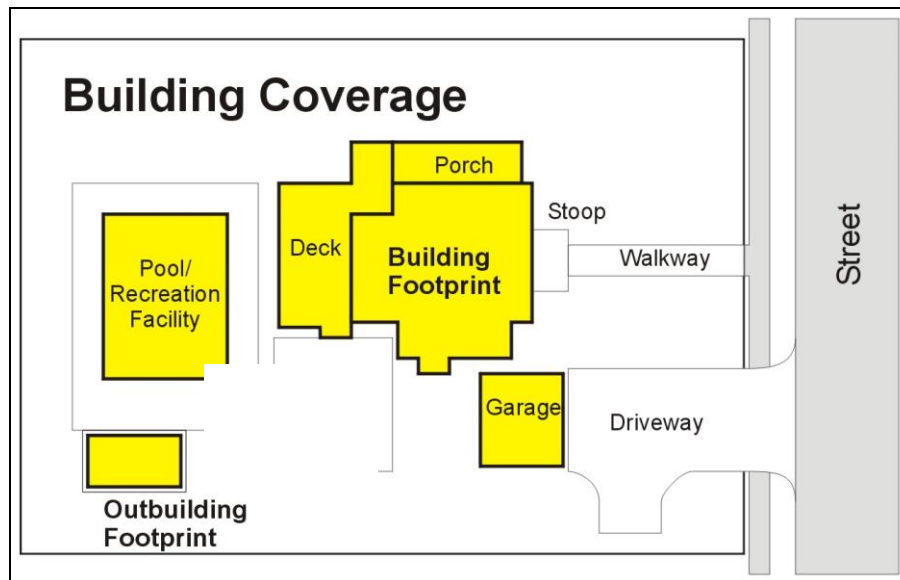 Building Coverage
Porch
Stoop
Deck
Building
Footprint
Walkway
Street
Pool/
Recreation
Facility
Garage
Driveway
Outbuilding
Footprint